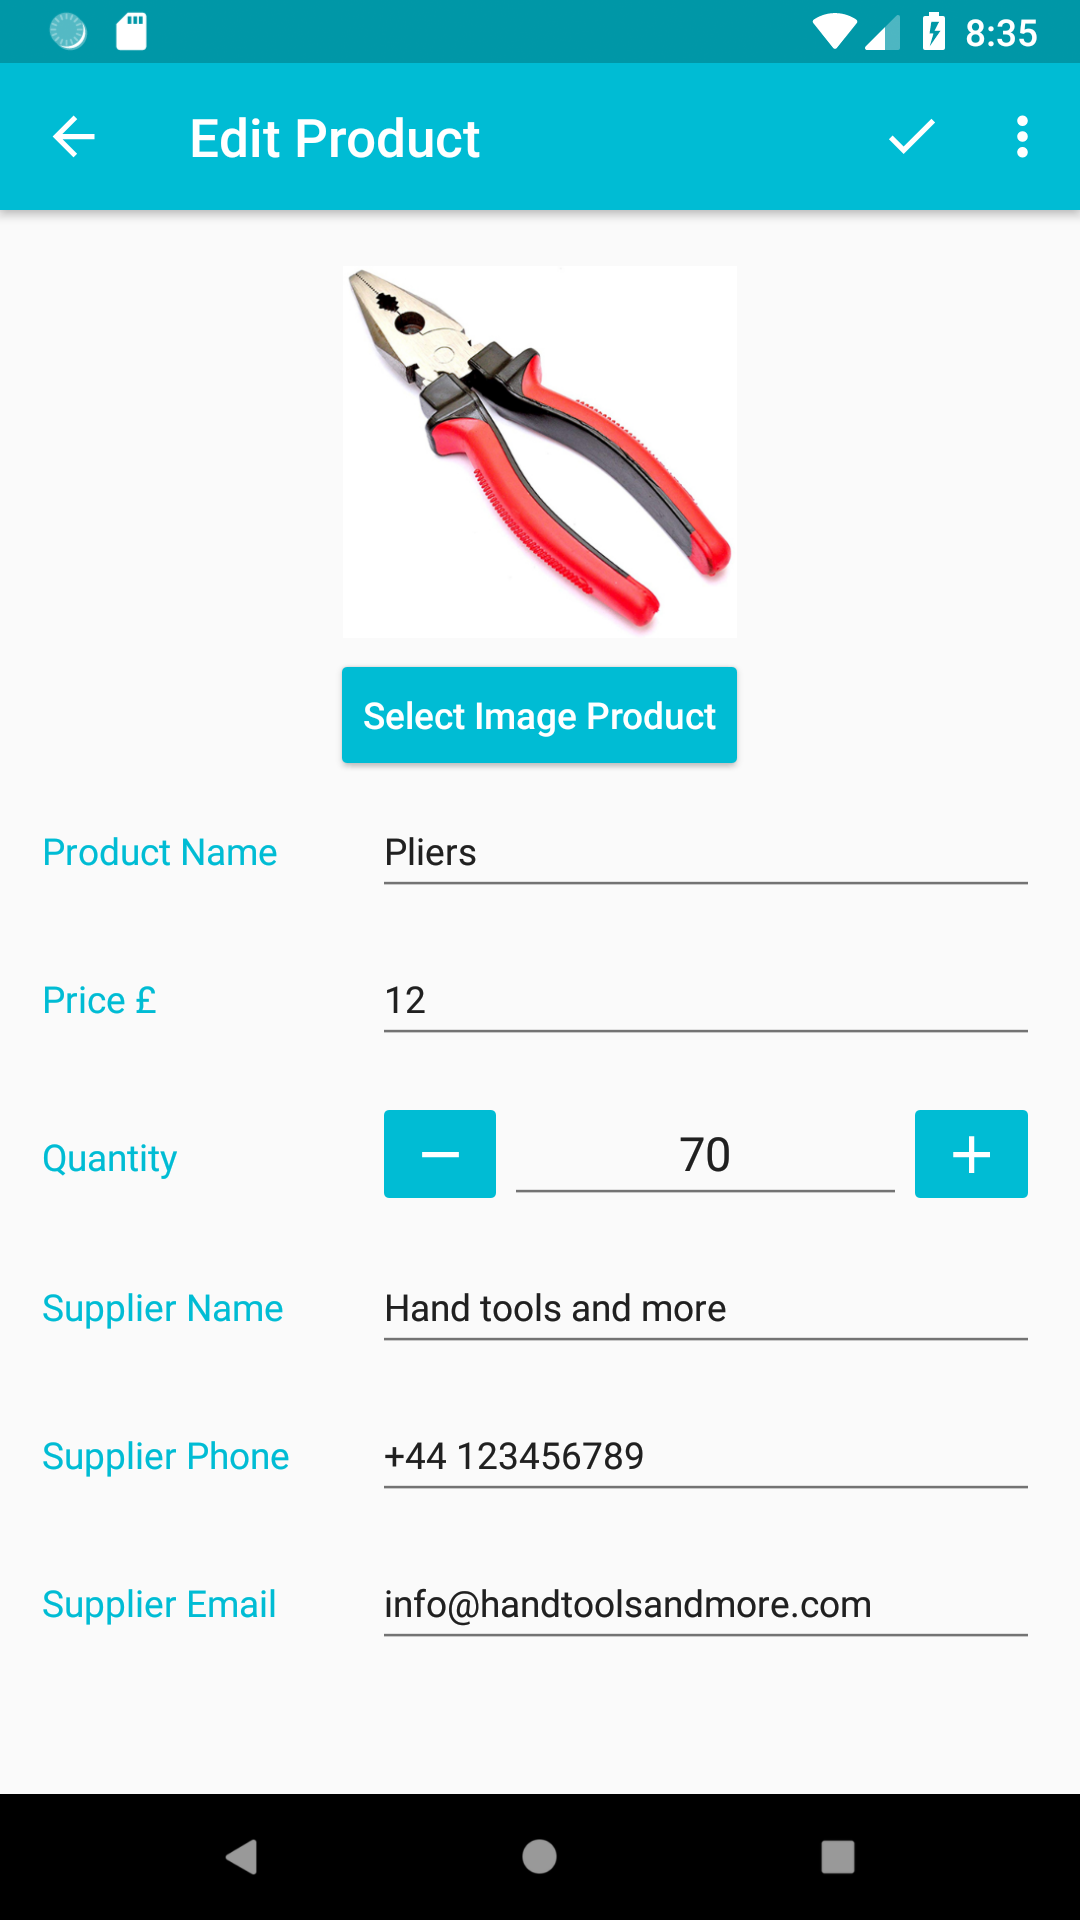 8:35
Edit Product
Select Image Product
Product Name Pliers
Price £ 12
Quantity 70
Supplier Name Hand tools and more
Supplier Phone +44 123456789
Supplier Email info@handtoolsandmore.com